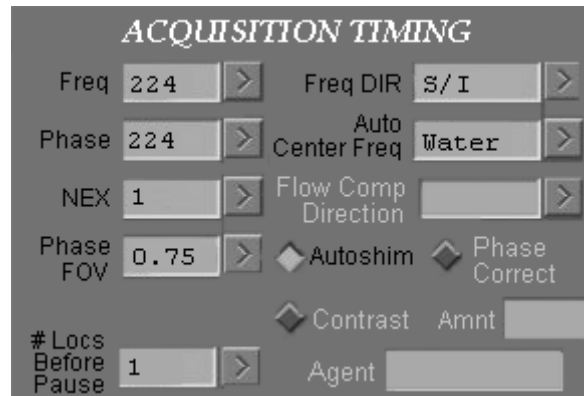 ACQUISITION TIMING
Freq 224 > Freq DIR S/I >
Phase 224 > Auto Center Freq Water >
NEX 1 > Flow Comp Direction >
Phase FOV 0.75 > Autoshim Phase Correct
Contrast Amnt
# Locs Before Pause 1 > Agent